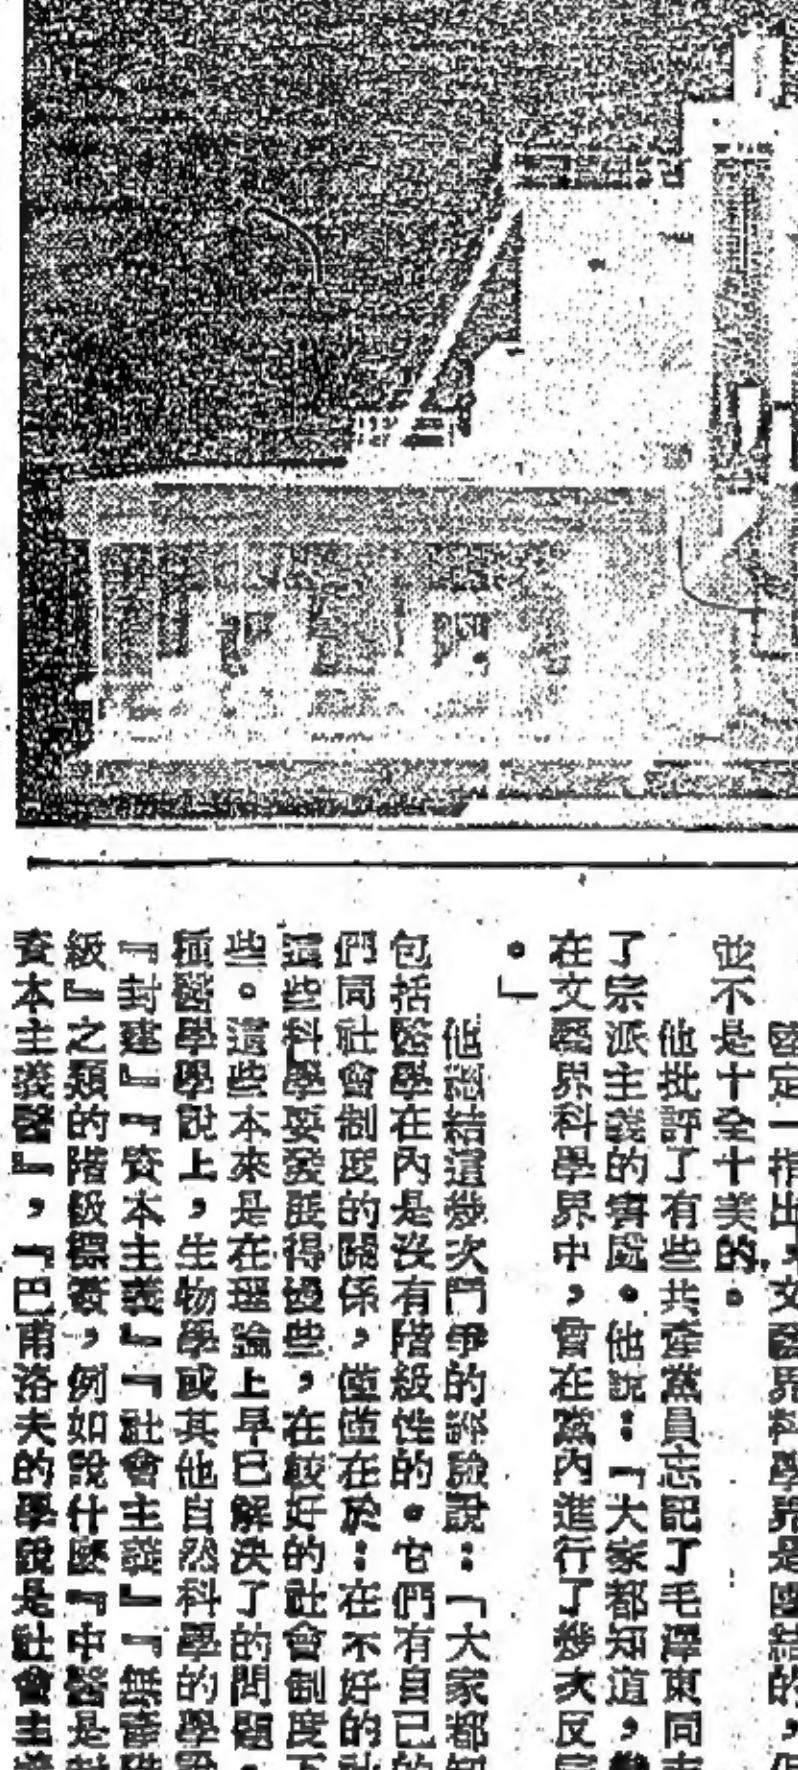 陸定一指出，文藝界科學界是團結的，但
並不是十全十美的。
他批評了有些共產黨員忘記了毛澤東同志
了宗派主義的害處。他說：「大家都知道，
在文藝界科學界中，曾在黨內進行了幾次反宗
。」
他總結這幾次鬥爭的經驗說：「大家都知
包括醫學在內是沒有階級性的。它們有自己的
們同社會制度的關係，僅僅在於：在不好的社
這些科學要發展得慢些，在較好的社會制度下
些。這些本來是在理論上早已解決了的問題。
種醫學學說上，生物學或其他自然科學的學說
『封建』『資本主義』『社會主義』『無產階
級』之類的階級標簽，例如說什麼『中醫是封
資本主義醫』，『巴甫洛夫的學說是社會主義